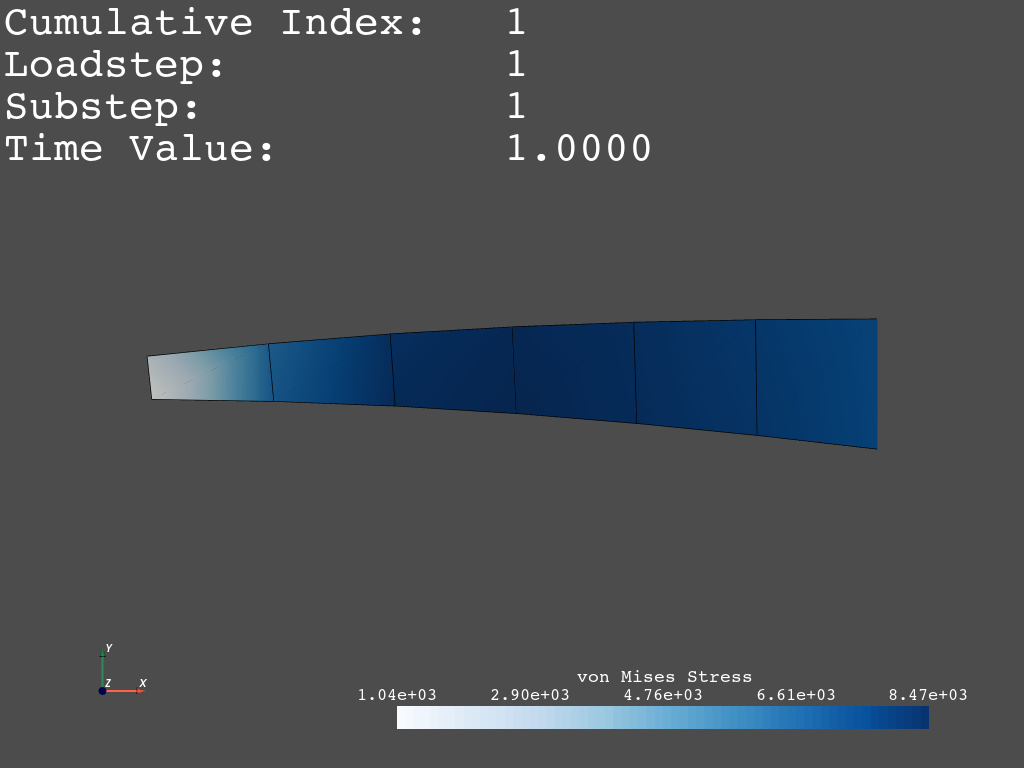 Cumulative Index: 1
Loadstep: 1
Substep: 1
Time Value: 1.0000
Y
Z X
von Mises Stress
1.04e+03 2.90e+03 4.76e+03 6.61e+03 8.47e+03